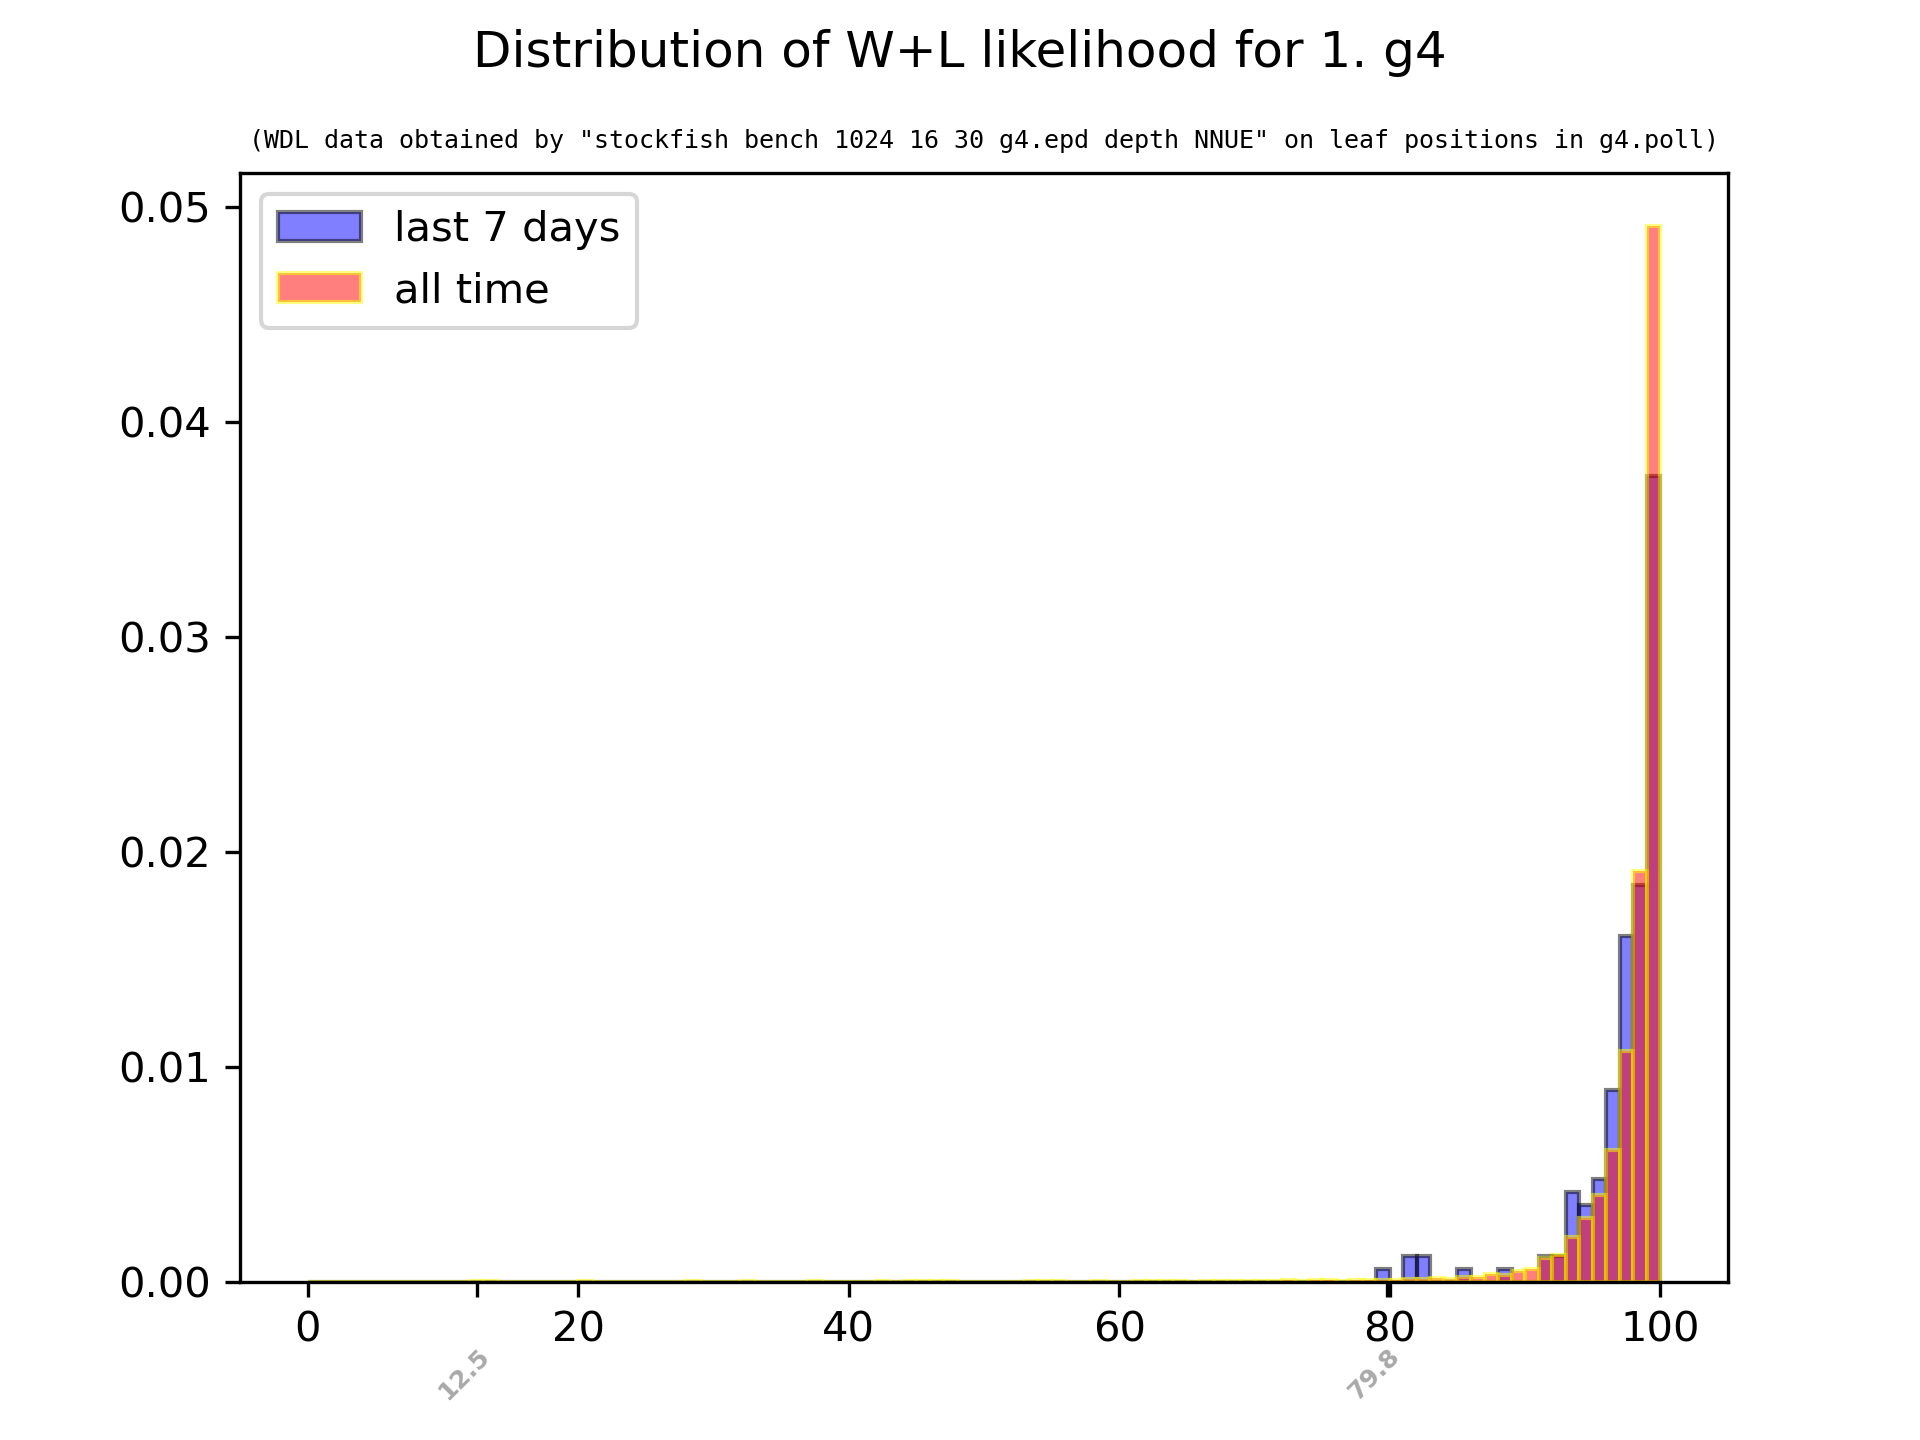 Distribution of W+L likelihood for 1. g4
(WDL data obtained by "stockfish bench 1024 16 30 g4.epd depth NNUE" on leaf positions in g4.poll)
last 7 days
all time
0.05
0.04
0.03
0.02
0.01
0.00
0 20 40 60 80 100
12.5 79.8